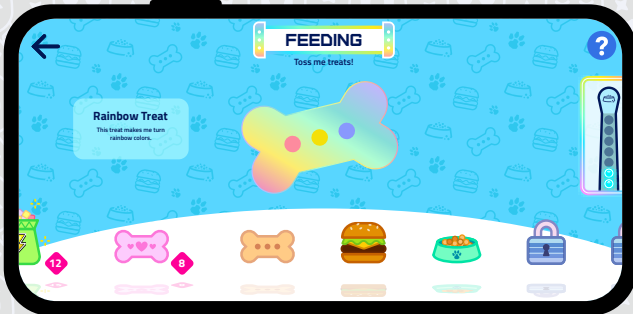 FEEDING
Toss me treats!
?
Rainbow Treat
This treat makes me turn
rainbow colors.
12
8